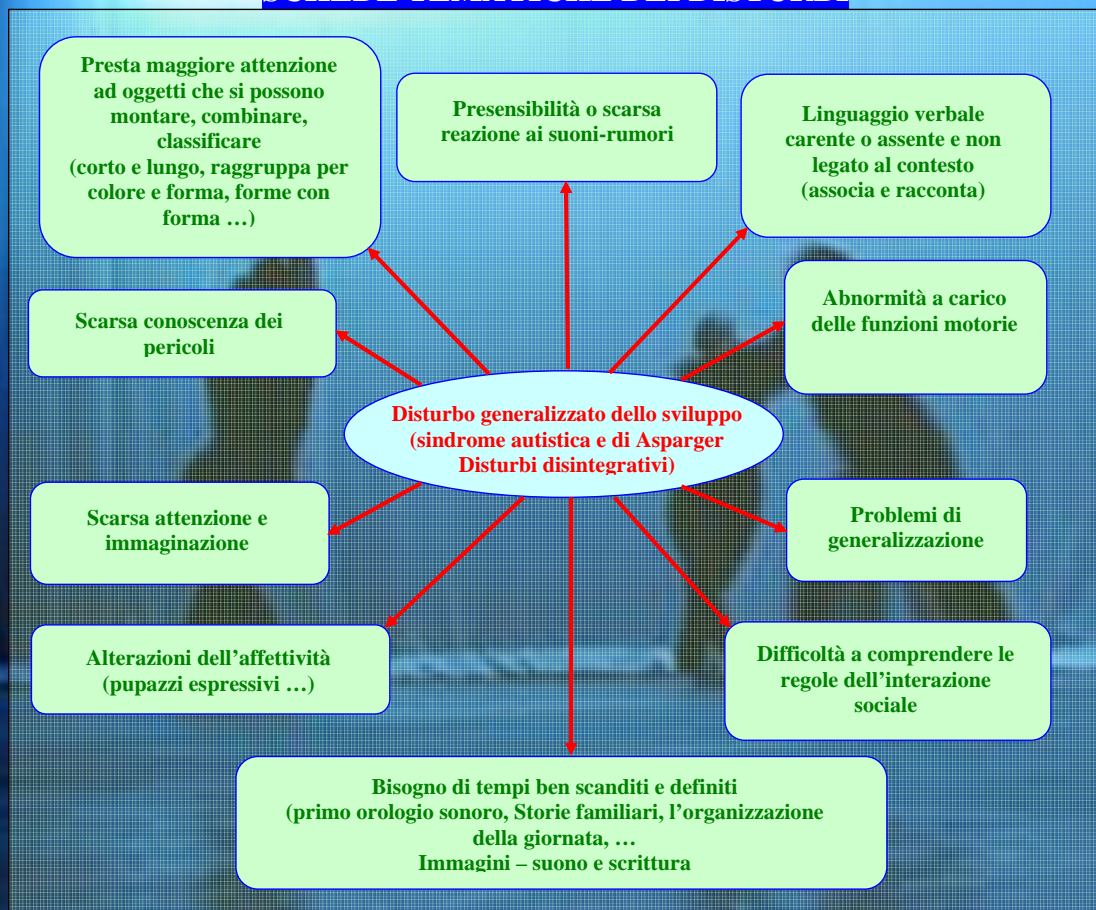 SCHEDE TEMATICHE DEI DISTURBI
Presta maggiore attenzione
ad oggetti che si possono
montare, combinare,
classificare
(corto e lungo, raggruppa per
colore e forma, forme con
forma …)
Presensibilità o scarsa
reazione ai suoni-rumori
Linguaggio verbale
carente o assente e non
legato al contesto
(associa e racconta)
Scarsa conoscenza dei
pericoli
Abnormità a carico
delle funzioni motorie
Disturbo generalizzato dello sviluppo
(sindrome autistica e di Asparger
Disturbi disintegrativi)
Scarsa attenzione e
immaginazione
Problemi di
generalizzazione
Alterazioni dell’affettività
(pupazzi espressivi …)
Difficoltà a comprendere le
regole dell’interazione
sociale
Bisogno di tempi ben scanditi e definiti
(primo orologio sonoro, Storie familiari, l’organizzazione
della giornata, …
Immagini – suono e scrittura